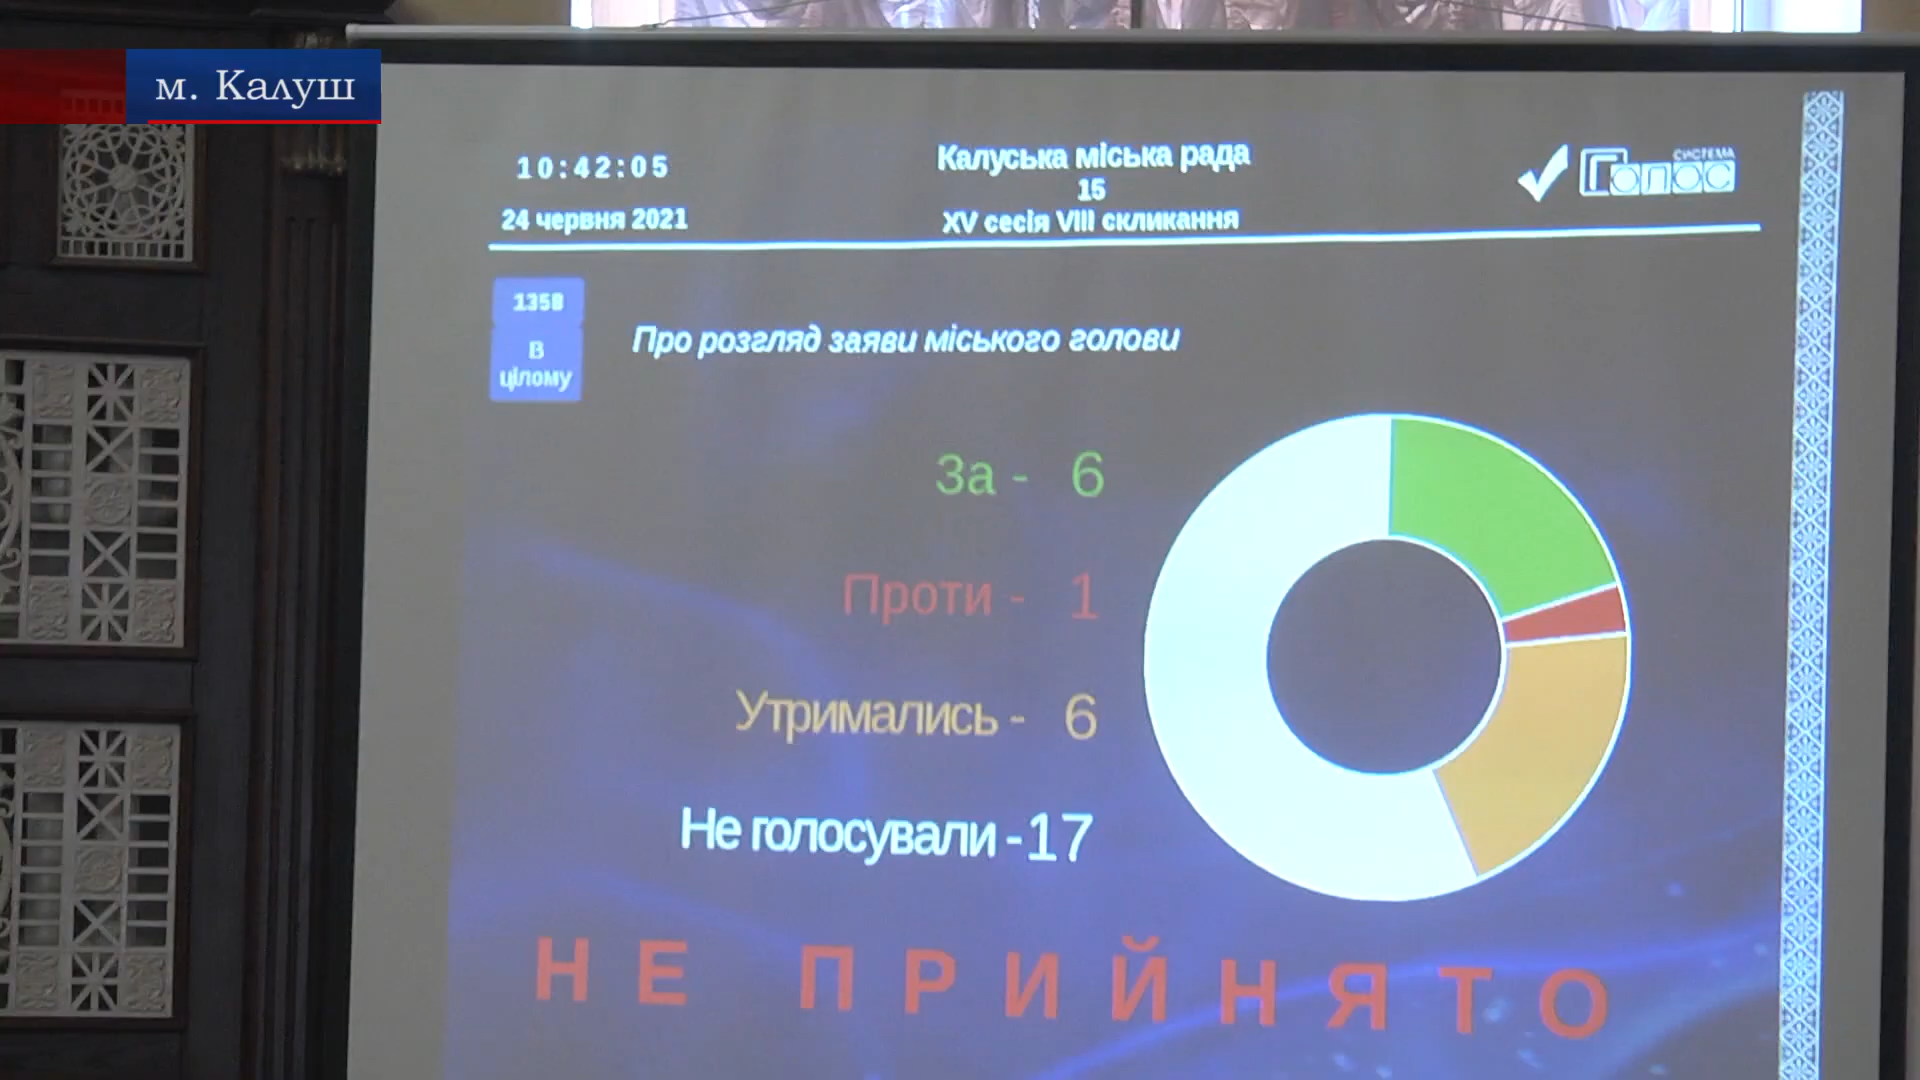 м. Калуш
10:42:05
24 червня 2021
Калуська міська рада
15
XV сесія VIII скликання
система
Голос
1358
В
цілому
Про розгляд заяви міського голови
За - 6
Проти - 1
Утримались - 6
Не голосували -17
НЕ ПРИЙНЯТО